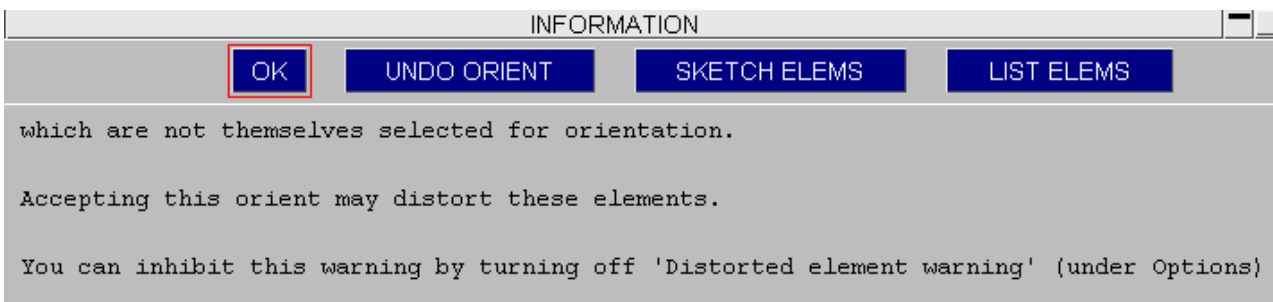 INFORMATION
OK UNDO ORIENT SKETCH ELEMS LIST ELEMS
which are not themselves selected for orientation.
Accepting this orient may distort these elements.
You can inhibit this warning by turning off 'Distorted element warning' (under Options)